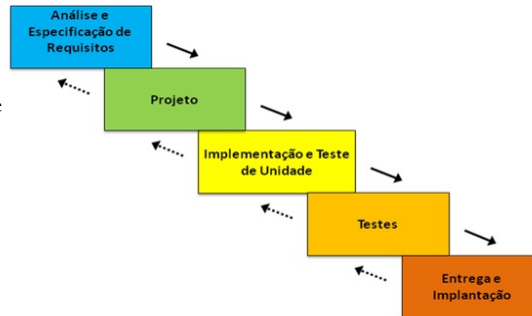 Análise e
Especificação de
Requisitos
e
Projeto
Implementação e Teste
de Unidade
Testes
Entrega e
Implantação